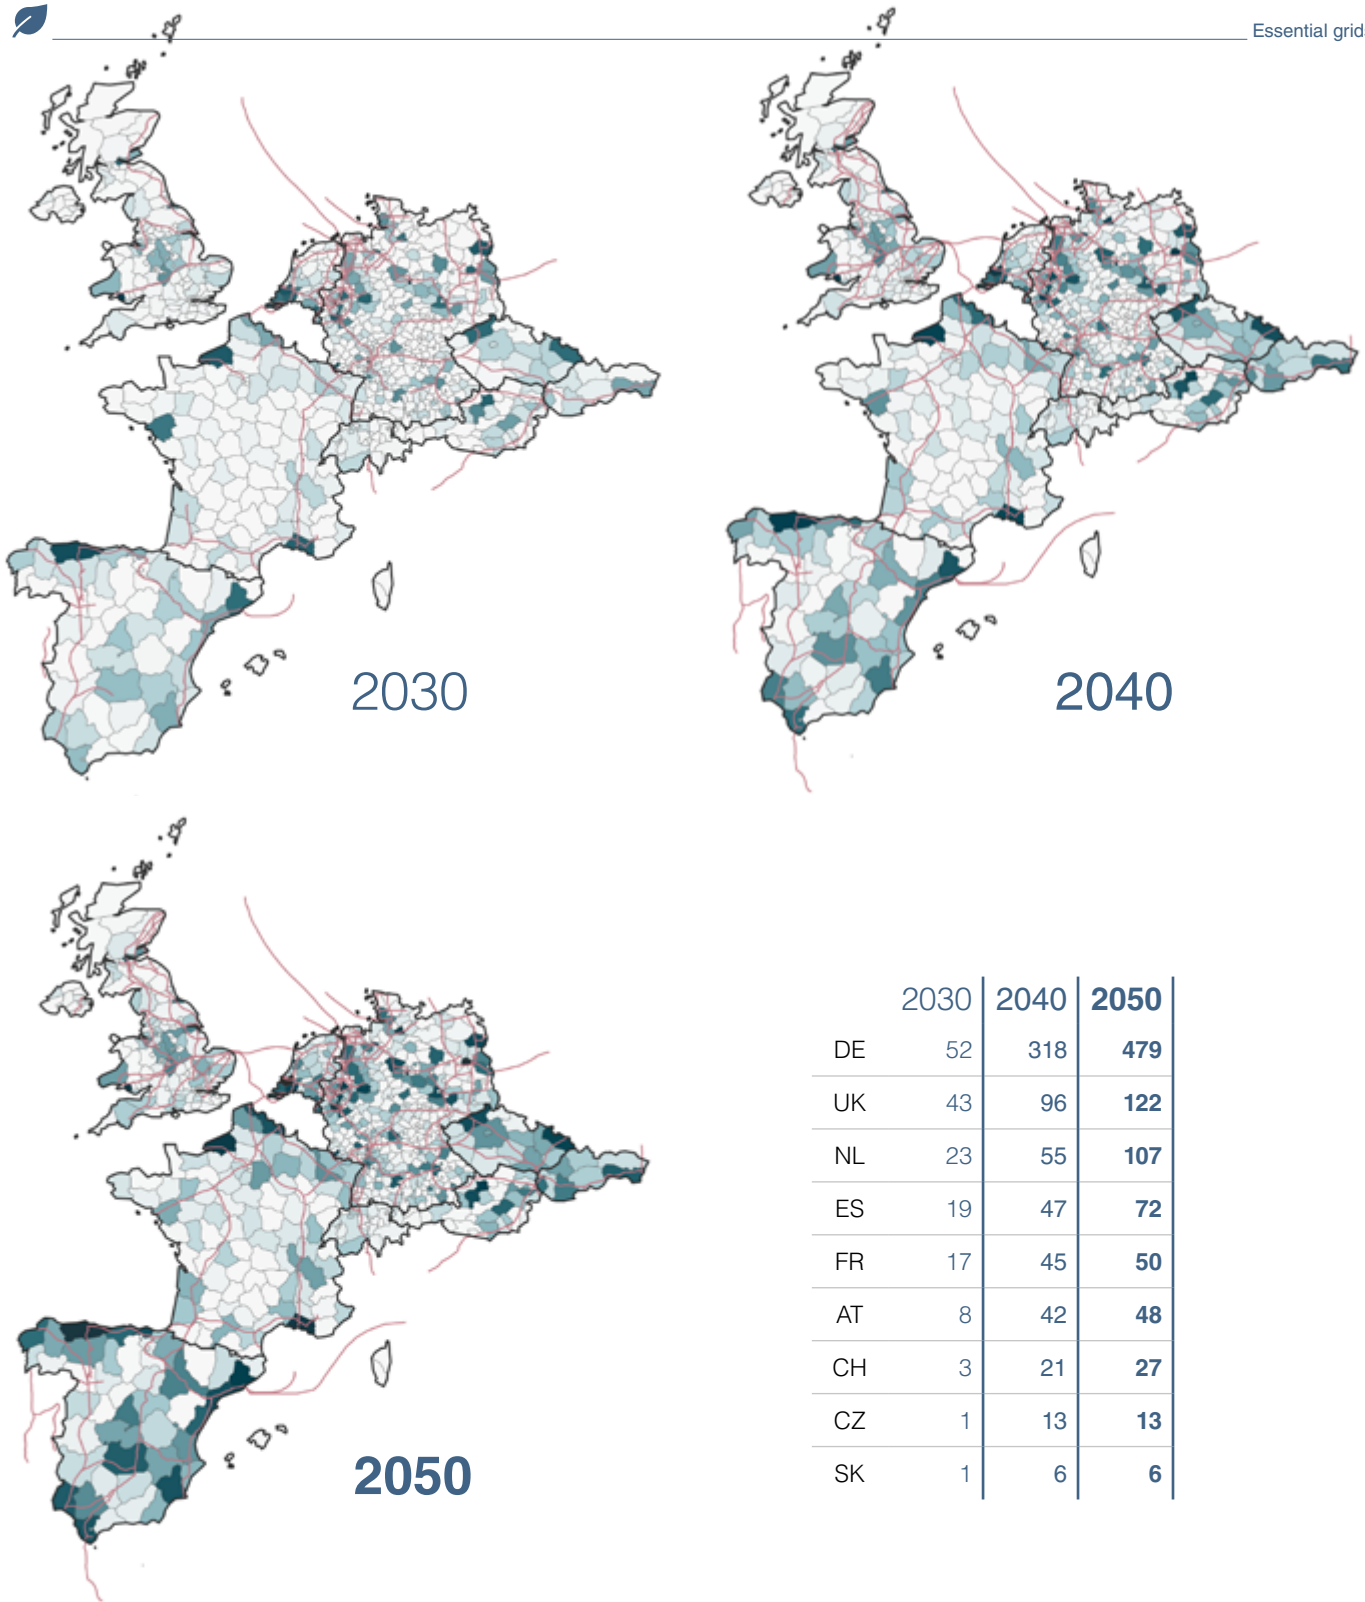 Essential grid
2030
2040
2050
2030 2040 2050
DE 52 318 479
UK 43 96 122
NL 23 55 107
ES 19 47 72
FR 17 45 50
AT 8 42 48
CH 3 21 27
CZ 1 13 13
SK 1 6 6